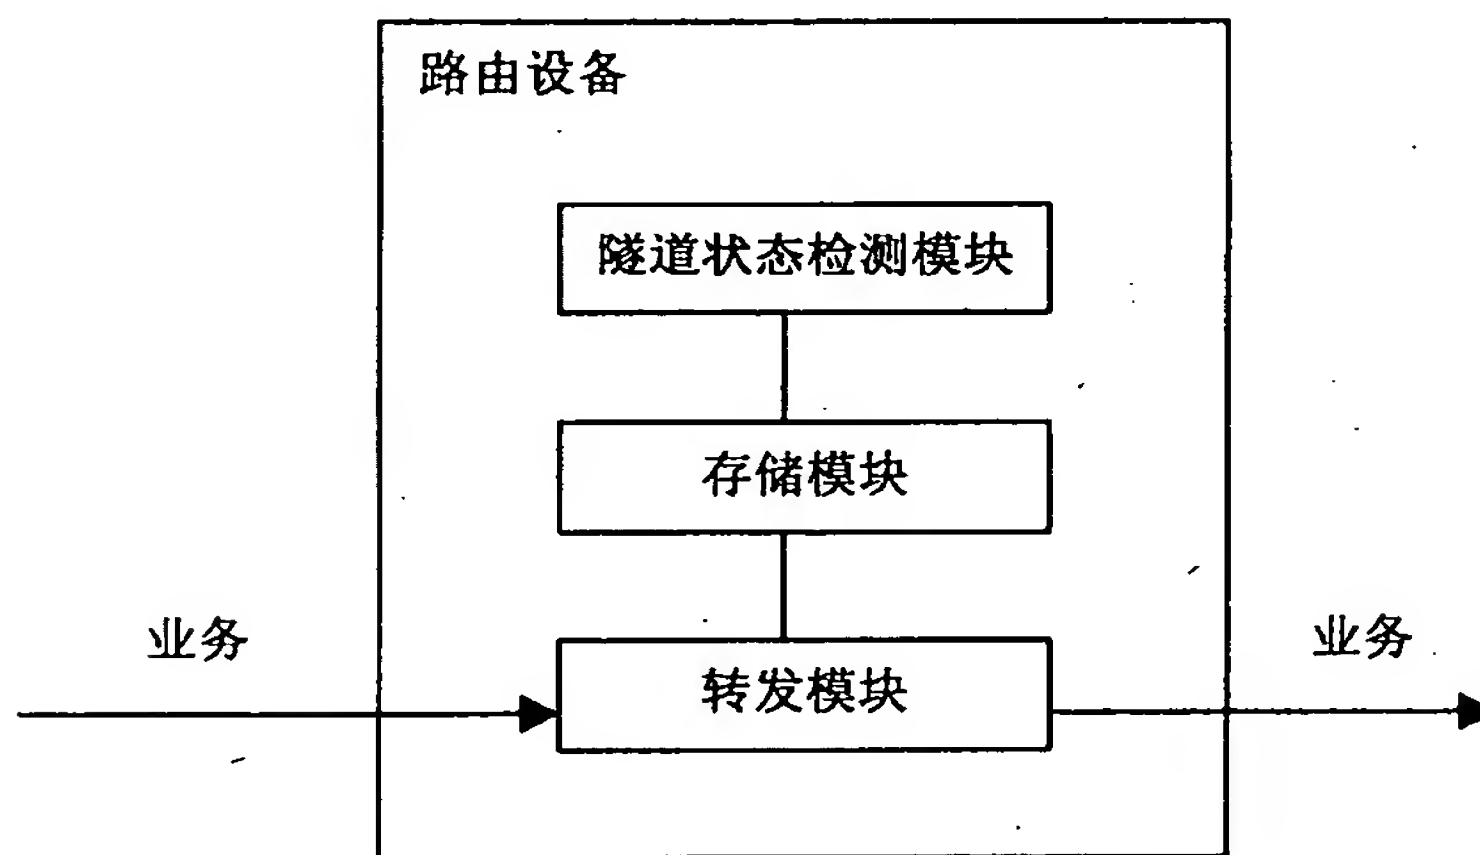 路由设备
隧道状态检测模块
存储模块
业务
业务
转发模块